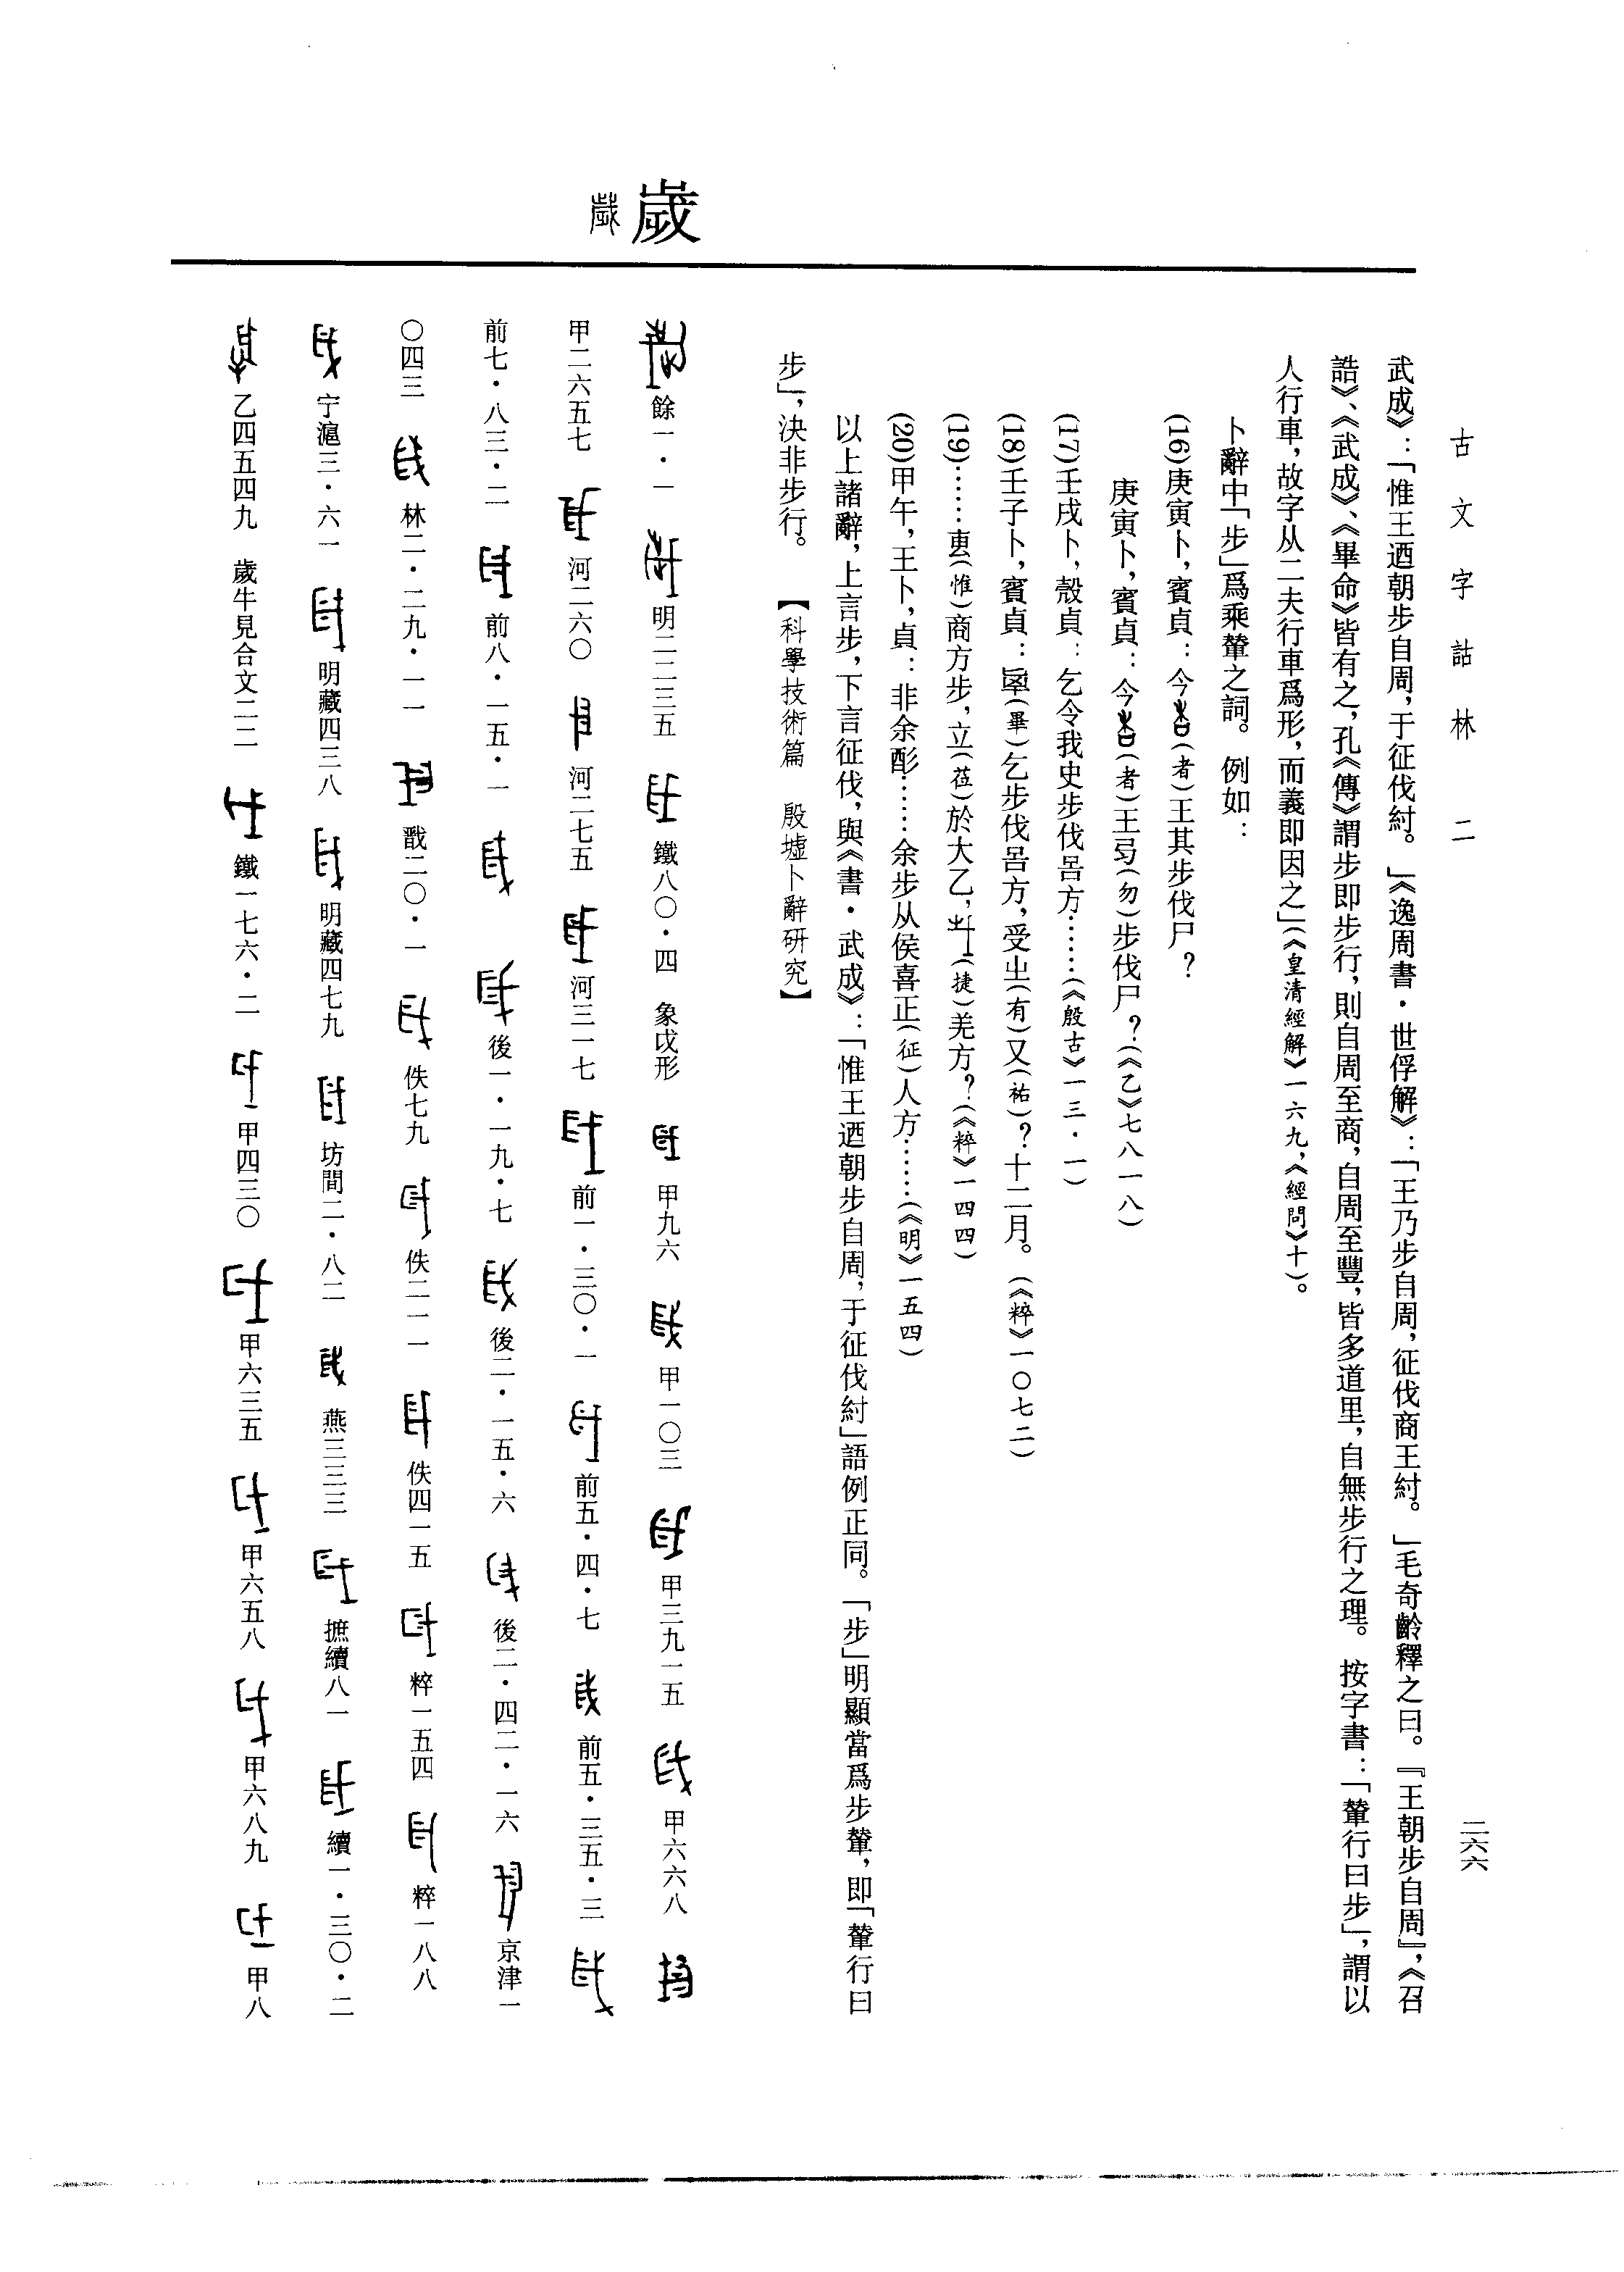 古文字詁林 二
二六六
武成》：「惟王迺朝步自周，于征伐紂。」《逸周書·世俘解》：「王乃步自周，征伐商王紂。」毛奇齡釋之曰。『王朝步自周』，《召
誥》、《武成》、《畢命》皆有之，孔《傳》謂步即步行，則自周至商，自周至豐，皆多道里，自無步行之理。按字書：「輦行曰步」，謂以
人行車，故字从二夫行車爲形，而義即因之」（《皇清經解》一六九，《經問》十）。
卜辭中「步」爲乘輦之詞。例如：
(16)庚寅卜，賓貞：今（者）王其步伐尸？
庚寅卜，賓貞：今（者）王弜（勿）步伐尸？（《乙》七八一八）
(17)壬戌卜，㱿貞：乞令我史步伐𠮷方……（《殷古》一三·一）
(18)壬子卜，賓貞：（畢）乞步伐𠮷方，受㞢（有）又（祐）？十二月。（《粹》一〇七二）
(19)……叀（惟）商方步，立（蒞）於大乙，（捷）羌方？（《粹》一四四）
(20)甲午，王卜，貞：非余彫……余步从侯喜正（征）人方……（《明》一五四）
以上諸辭，上言步，下言征伐，與《書·武成》：「惟王迺朝步自周，于征伐紂」語例正同。「步」明顯當爲步輦，即「輦行曰
步」，決非步行。 【科學技術篇 殷墟卜辭研究】
歲
餘一·一 明二二三五 鐵八〇·四 象戉形 甲九六 甲一〇三 甲三九一五 甲六六八
甲二六五七 河二六〇 河二七五 河三一七 前一·三〇·一 前五·四·七 前五·三五·三
前七·八三·二 前八·一五·一 後一·一九·七 後二·一五·六 後二·四二·一六 京津一
〇四三 林二·二九·一一 戬二〇·一 佚七九 佚二一一 佚四一五 粹一五四 粹一八八
宁滬三·六一 明藏四三八 明藏四七九 坊間二·八二 燕三三三 摭續八一 續一·三〇·二
乙四五四九 歲牛見合文二二 鐵一七六·二 甲四三〇 甲六三五 甲六五八 甲六八九 甲八